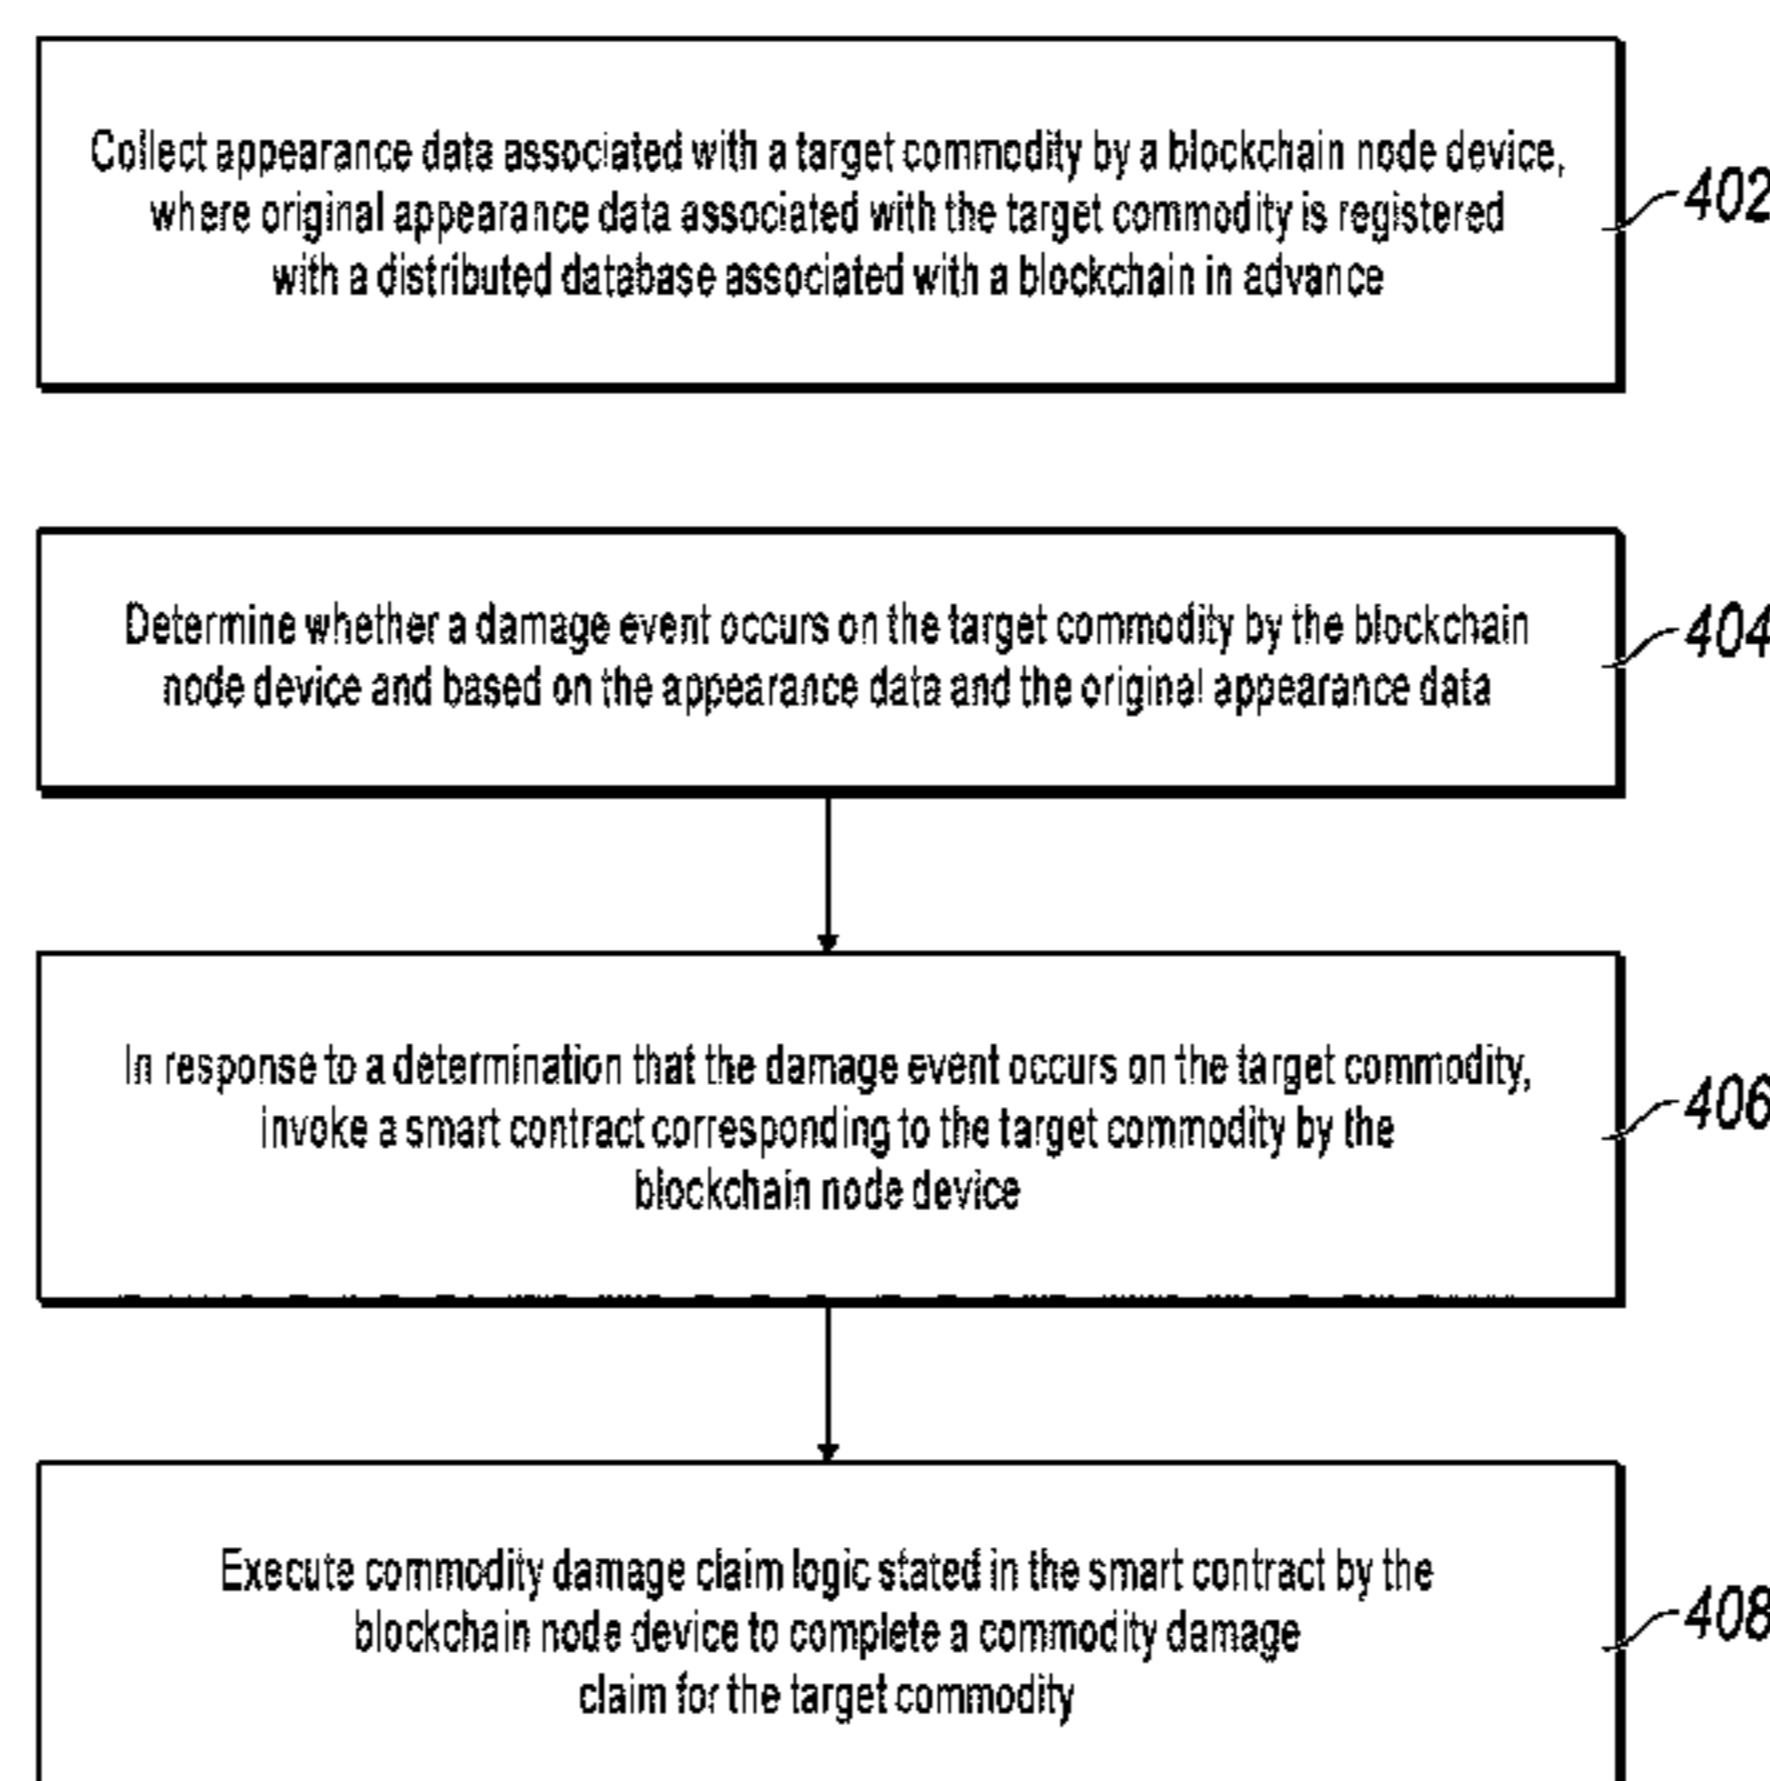 Collect appearance data associated with a target commodity by a blockchain node device,
where original appearance data associated with the target commodity is registered
with a distributed database associated with a blockchain in advance
402
Determine whether a damage event occurs on the target commodity by the blockchain
node device and based on the appearance data and the original appearance data
404
In response to a determination that the damage event occurs on the target commodity,
invoke a smart contract corresponding to the target commodity by the
blockchain node device
406
Execute commodity damage claim logic stated in the smart contract by the
blockchain node device to complete a commodity damage
claim for the target commodity
408